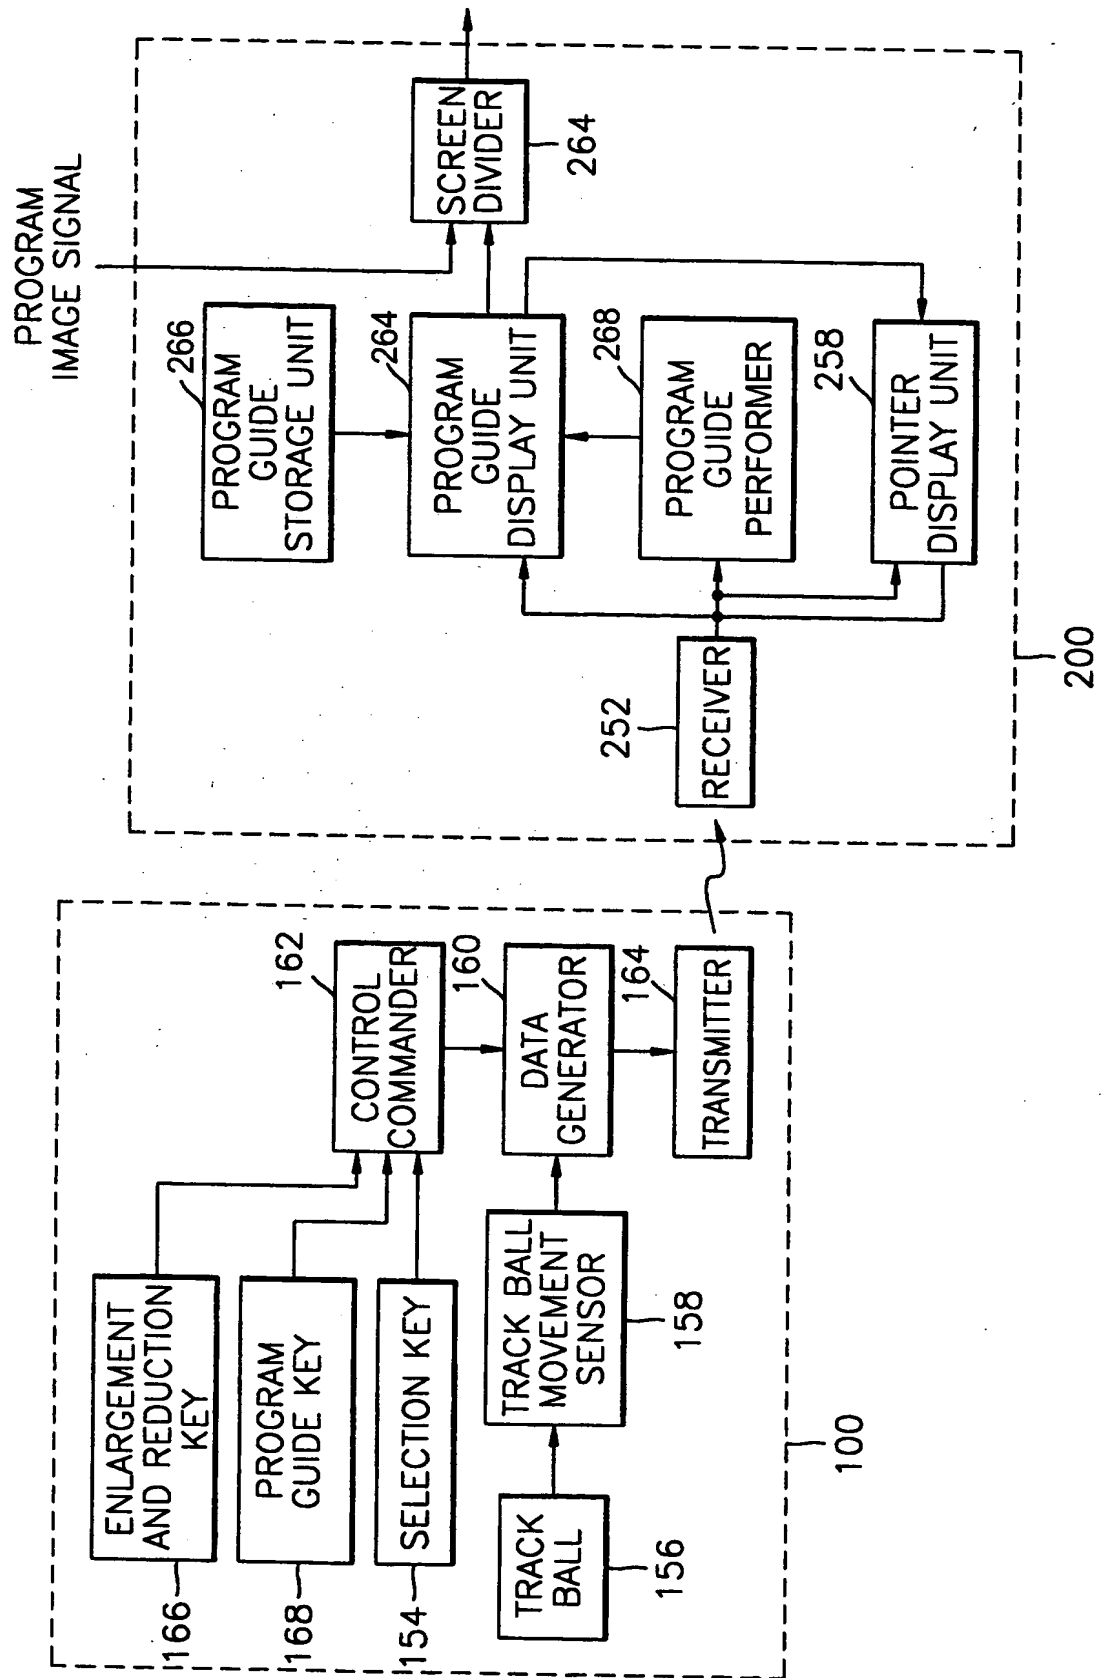 ENLARGEMENT
AND REDUCTION
KEY
166
PROGRAM
GUIDE KEY
168
SELECTION KEY
154
TRACK
BALL
156
TRACK BALL
MOVEMENT
SENSOR
158
162
CONTROL
COMMANDER
160
DATA
GENERATOR
164
TRANSMITTER
100
PROGRAM
IMAGE SIGNAL
266
PROGRAM
GUIDE
STORAGE UNIT
264
PROGRAM
GUIDE
DISPLAY UNIT
268
PROGRAM
GUIDE
PERFORMER
258
POINTER
DISPLAY UNIT
252
RECEIVER
SCREEN
DIVIDER
264
200